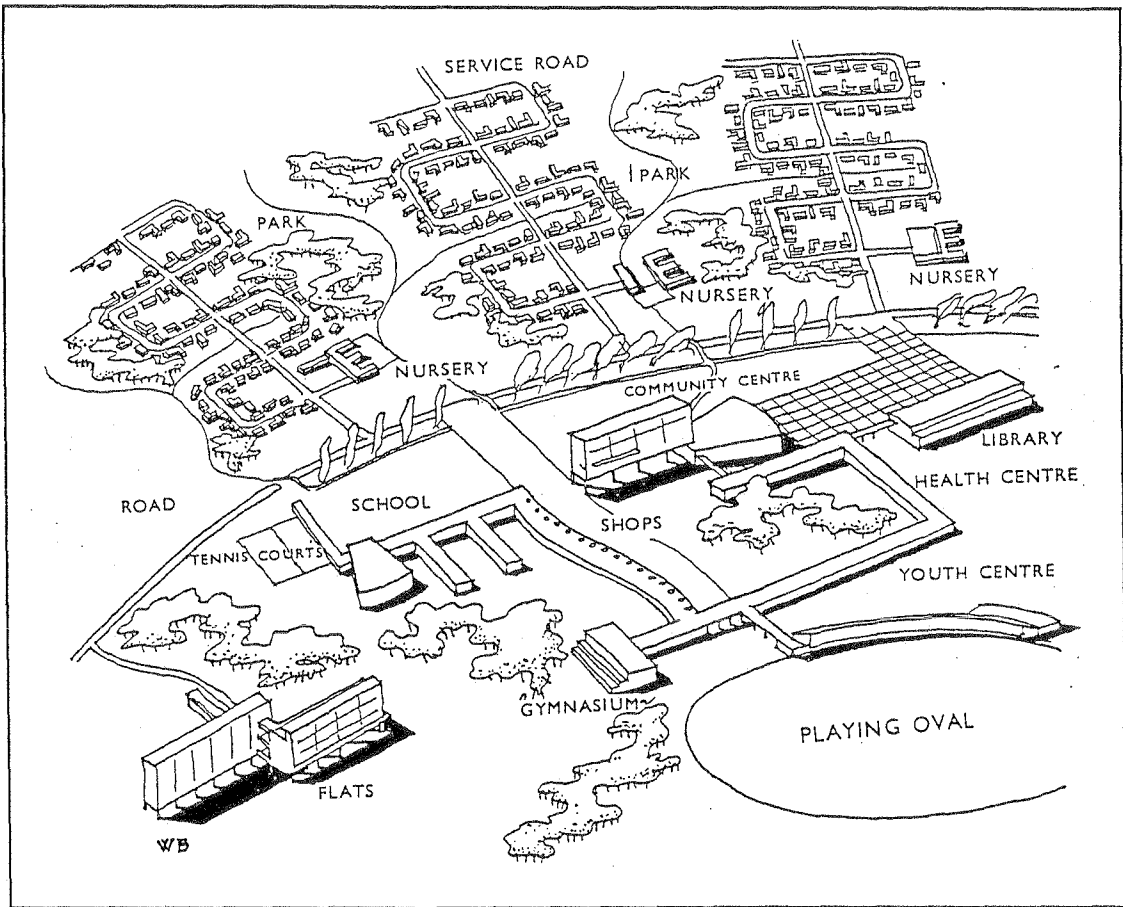 SERVICE ROAD
PARK
PARK
NURSERY
NURSERY
NURSERY
COMMUNITY CENTRE
LIBRARY
HEALTH CENTRE
ROAD
SCHOOL
SHOPS
TENNIS COURTS
YOUTH CENTRE
GYMNASIUM
PLAYING OVAL
FLATS
WB